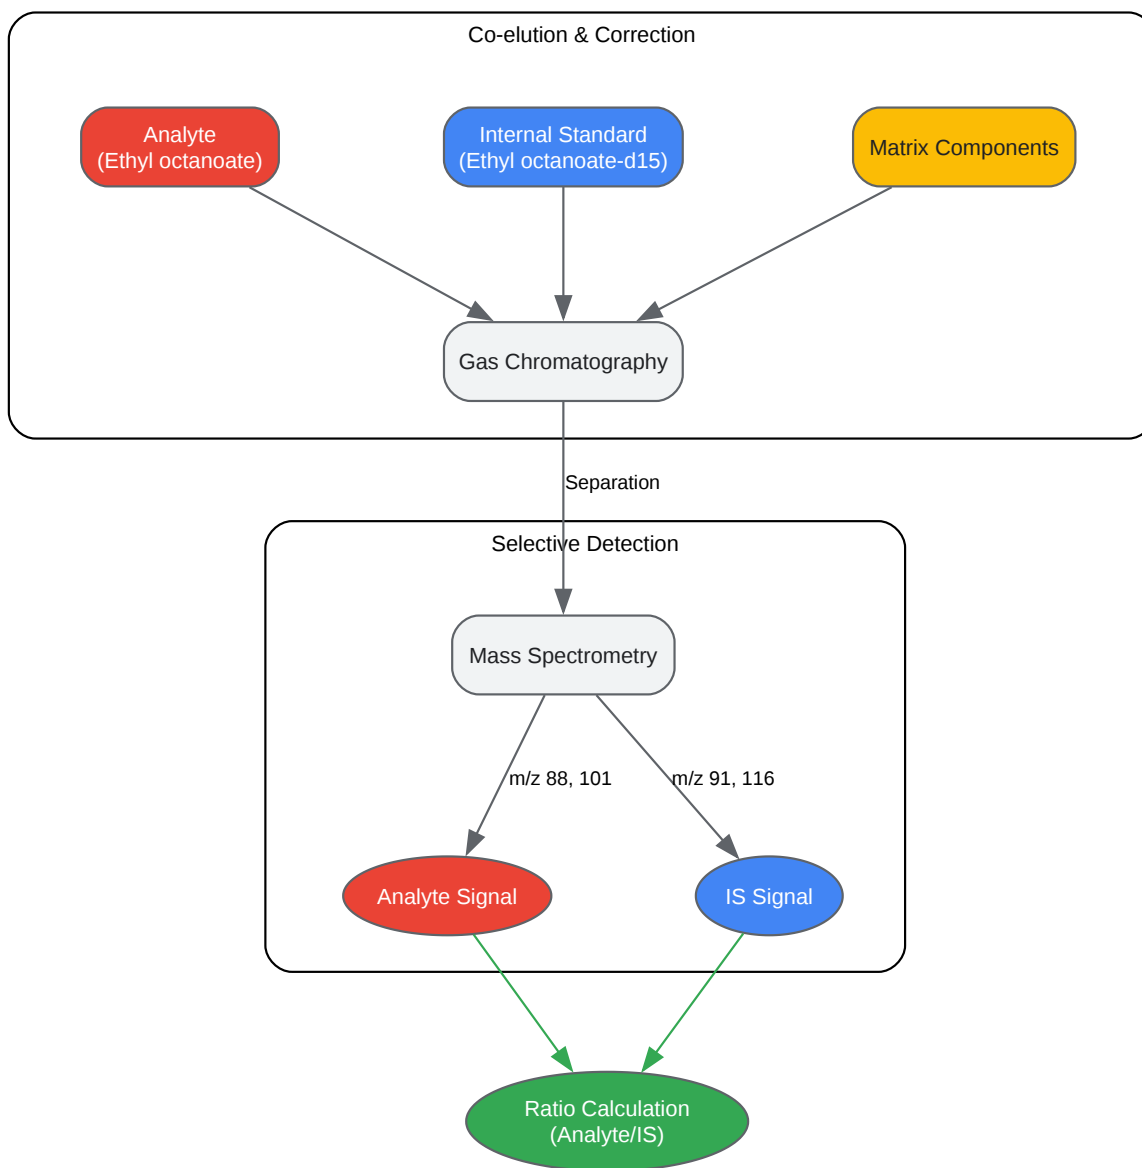 Co-elution & Correction
Analyte
(Ethyl octanoate)
Internal Standard
(Ethyl octanoate-d15)
Matrix Components
Gas Chromatography
Separation
Selective Detection
Mass Spectrometry
m/z 88, 101
m/z 91, 116
Analyte Signal
IS Signal
Ratio Calculation
(Analyte/IS)